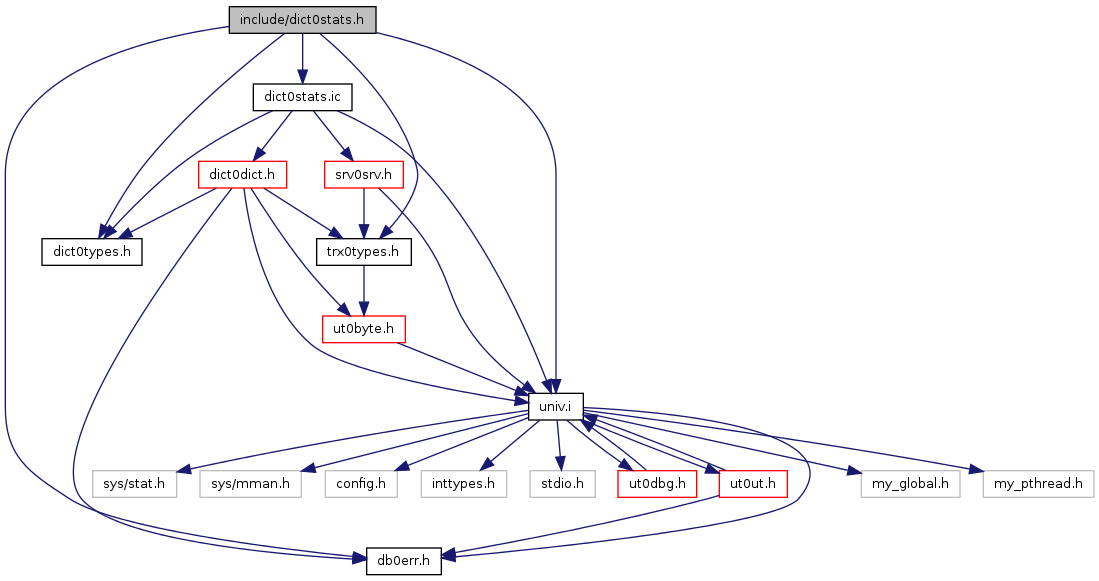 include/dict0stats.h
dict0stats.ic
dict0dict.h
srv0srv.h
dict0types.h
trx0types.h
ut0byte.h
univ.i
sys/stat.h
sys/mman.h
config.h
inttypes.h
stdio.h
ut0dbg.h
ut0ut.h
my_global.h
my_pthread.h
db0err.h